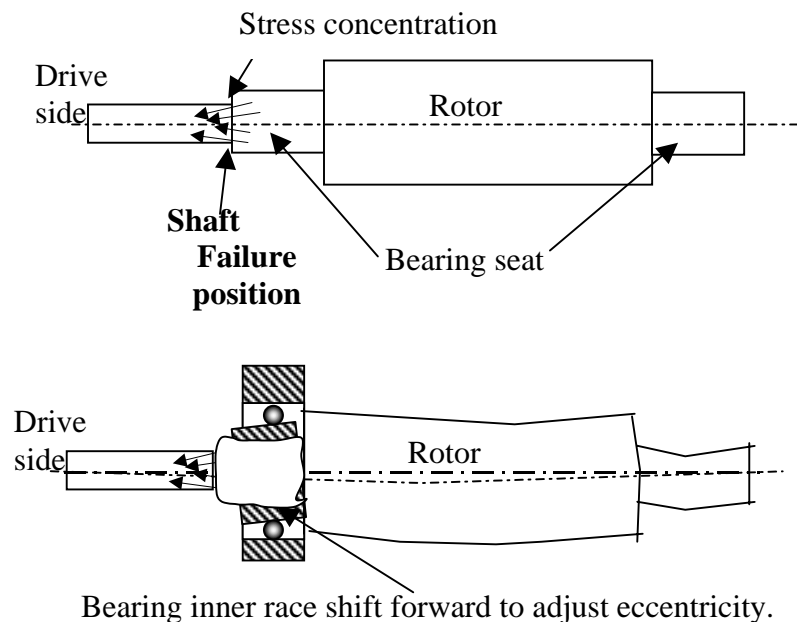 Stress concentration
Drive
side
Rotor
Shaft
Failure
position
Bearing seat
Drive
side
Rotor
Bearing inner race shift forward to adjust eccentricity.